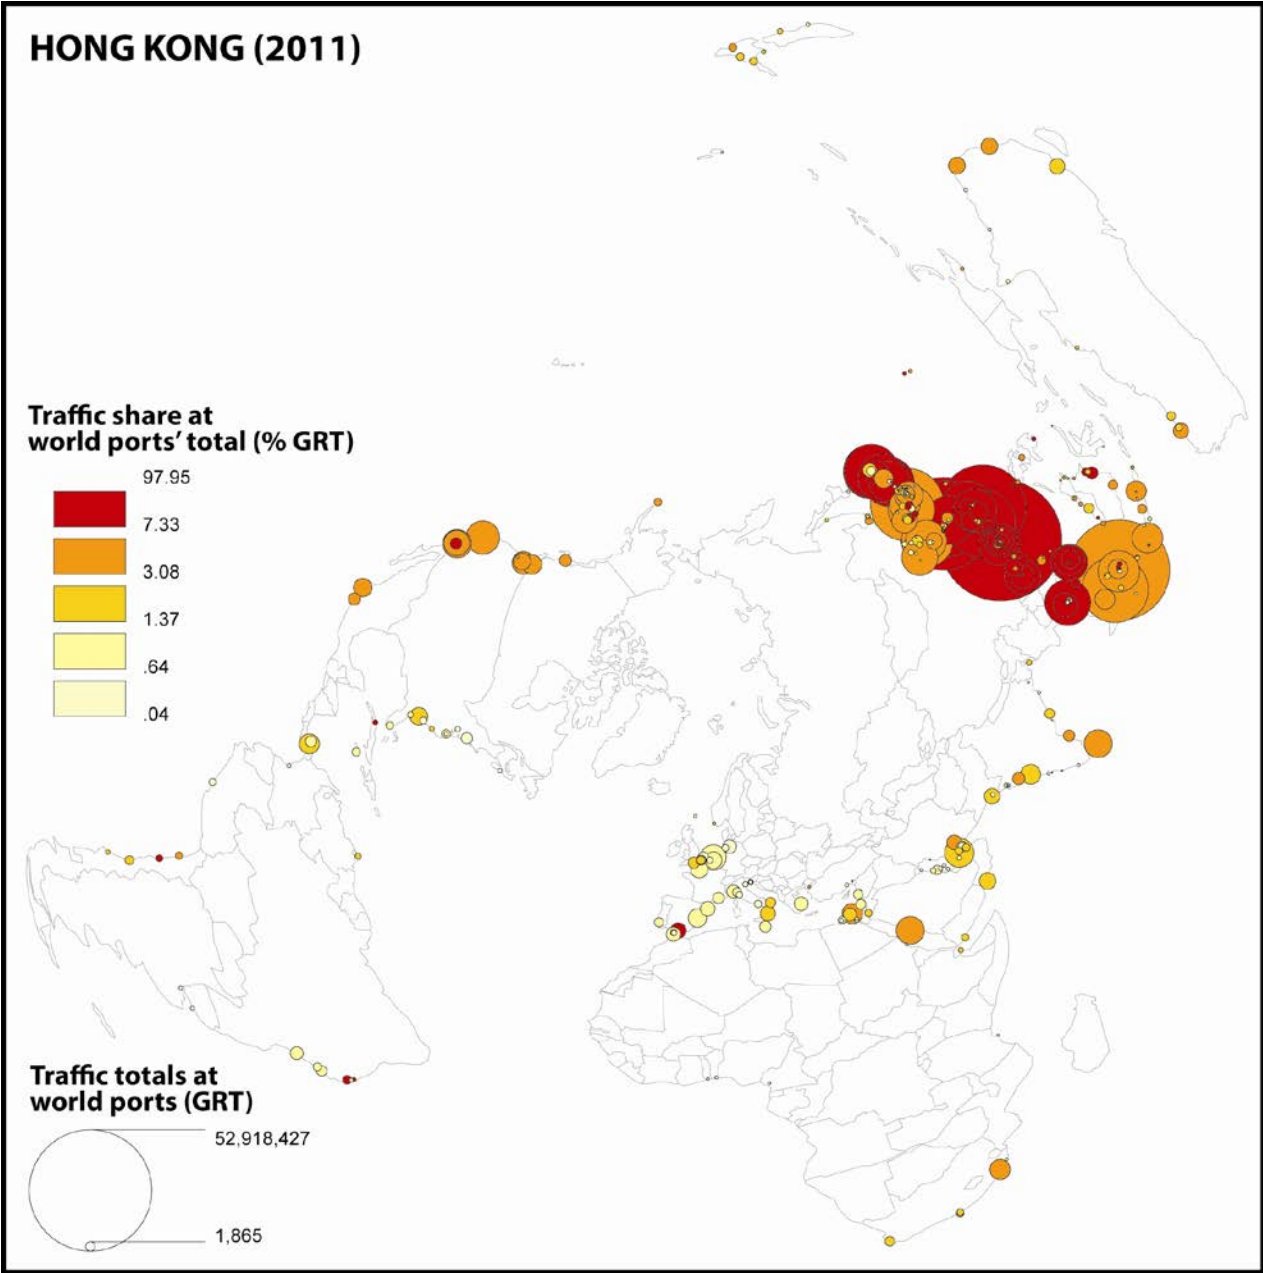 HONG KONG (2011)
Traffic share at
world ports' total (% GRT)
97.95
7.33
3.08
1.37
.64
.04
Traffic totals at
world ports (GRT)
52,918,427
1,865